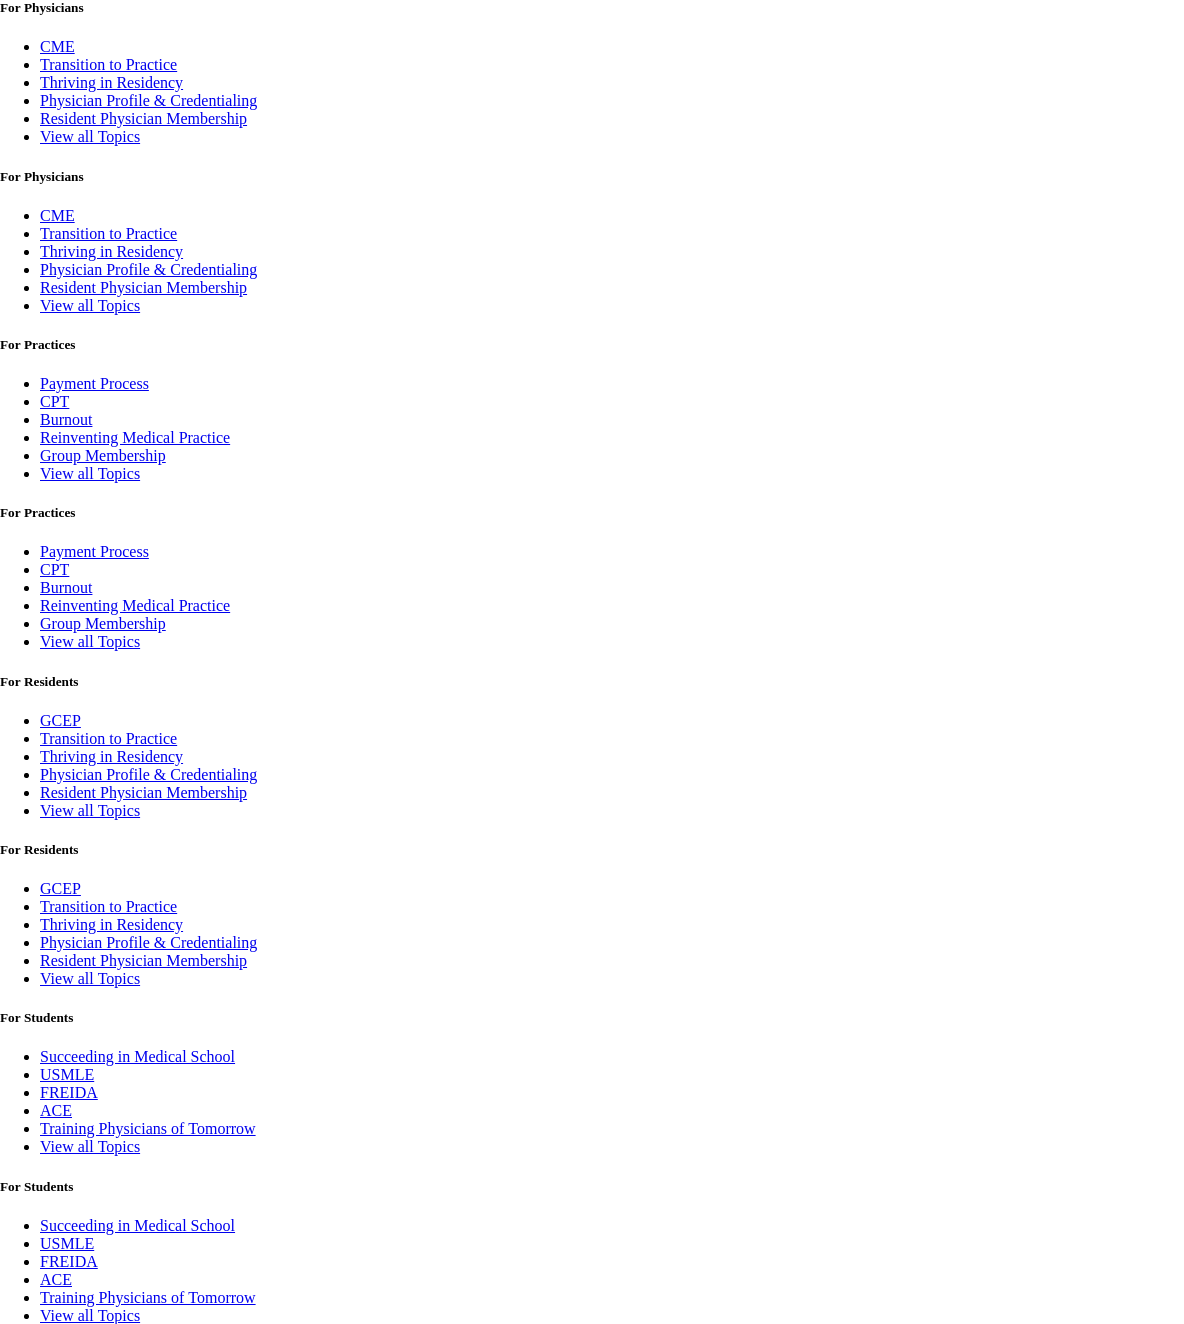 For Physicians
CME
Transition to Practice
Thriving in Residency
Physician Profile & Credentialing
Resident Physician Membership
View all Topics
For Physicians
CME
Transition to Practice
Thriving in Residency
Physician Profile & Credentialing
Resident Physician Membership
View all Topics
For Practices
Payment Process
CPT
Burnout
Reinventing Medical Practice
Group Membership
View all Topics
For Practices
Payment Process
CPT
Burnout
Reinventing Medical Practice
Group Membership
View all Topics
For Residents
GCEP
Transition to Practice
Thriving in Residency
Physician Profile & Credentialing
Resident Physician Membership
View all Topics
For Residents
GCEP
Transition to Practice
Thriving in Residency
Physician Profile & Credentialing
Resident Physician Membership
View all Topics
For Students
Succeeding in Medical School
USMLE
FREIDA
ACE
Training Physicians of Tomorrow
View all Topics
For Students
Succeeding in Medical School
USMLE
FREIDA
ACE
Training Physicians of Tomorrow
View all Topics